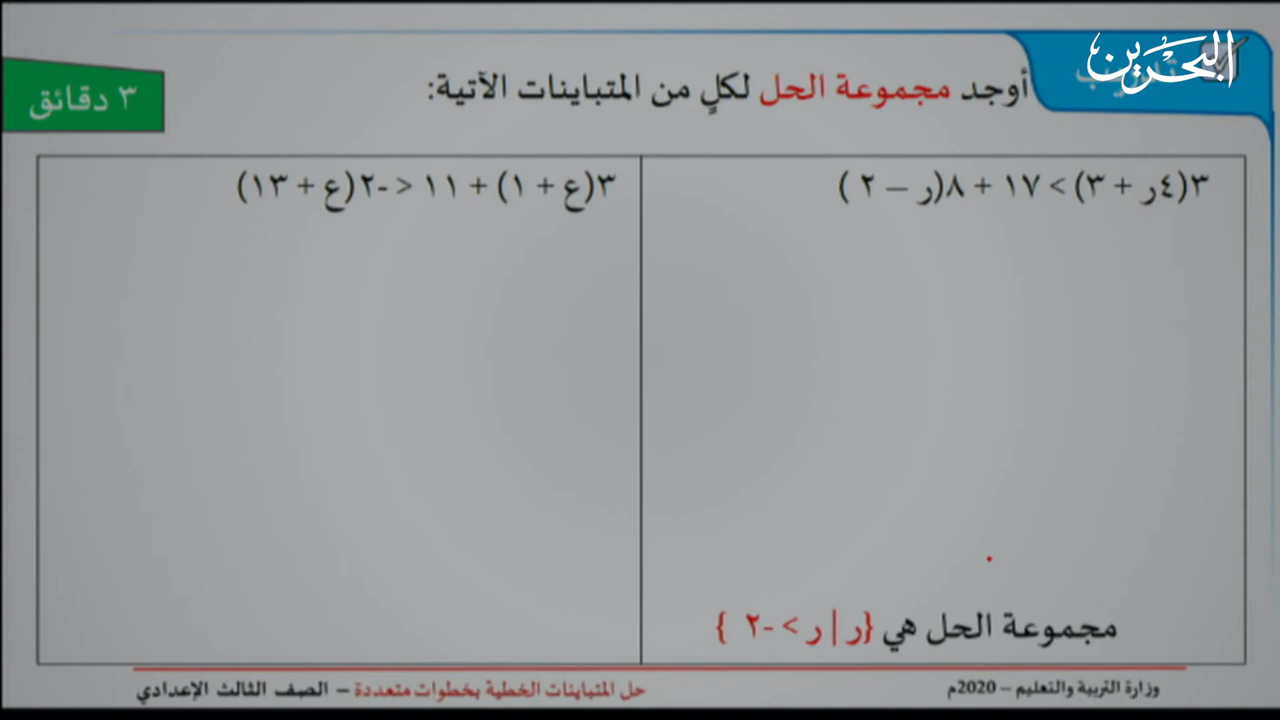 تدريب
البحرين
أوجد مجموعة الحل لكلٍ من المتباينات الآتية:
٣ دقائق
٣(٤ر + ٣) > ١٧ + ٨(ر – ٢ )
مجموعة الحل هي {ر | ر > -٢ }
٣(ع + ١) + ١١ < -٢(ع + ١٣)
وزارة التربية والتعليم – 2020م
حل المتباينات الخطية بخطوات متعددة – الصف الثالث الإعدادي